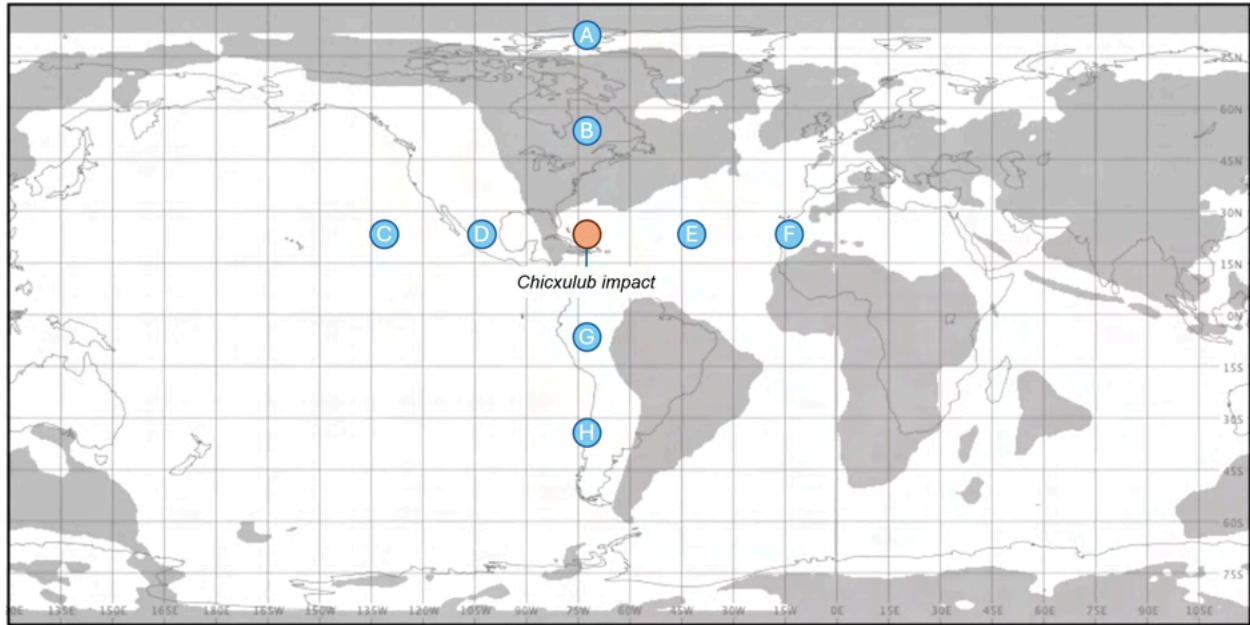 A
75N
60N
B
45N
30N
C D E F
15N
Chicxulub impact
0N
G
15S
30S
H
45S
60S
75S
135E 150E 165E 180E 165W 150W 135W 120W 105W 90W 75W 60W 45W 30W 15W 0E 15E 30E 45E 60E 75E 90E 105E